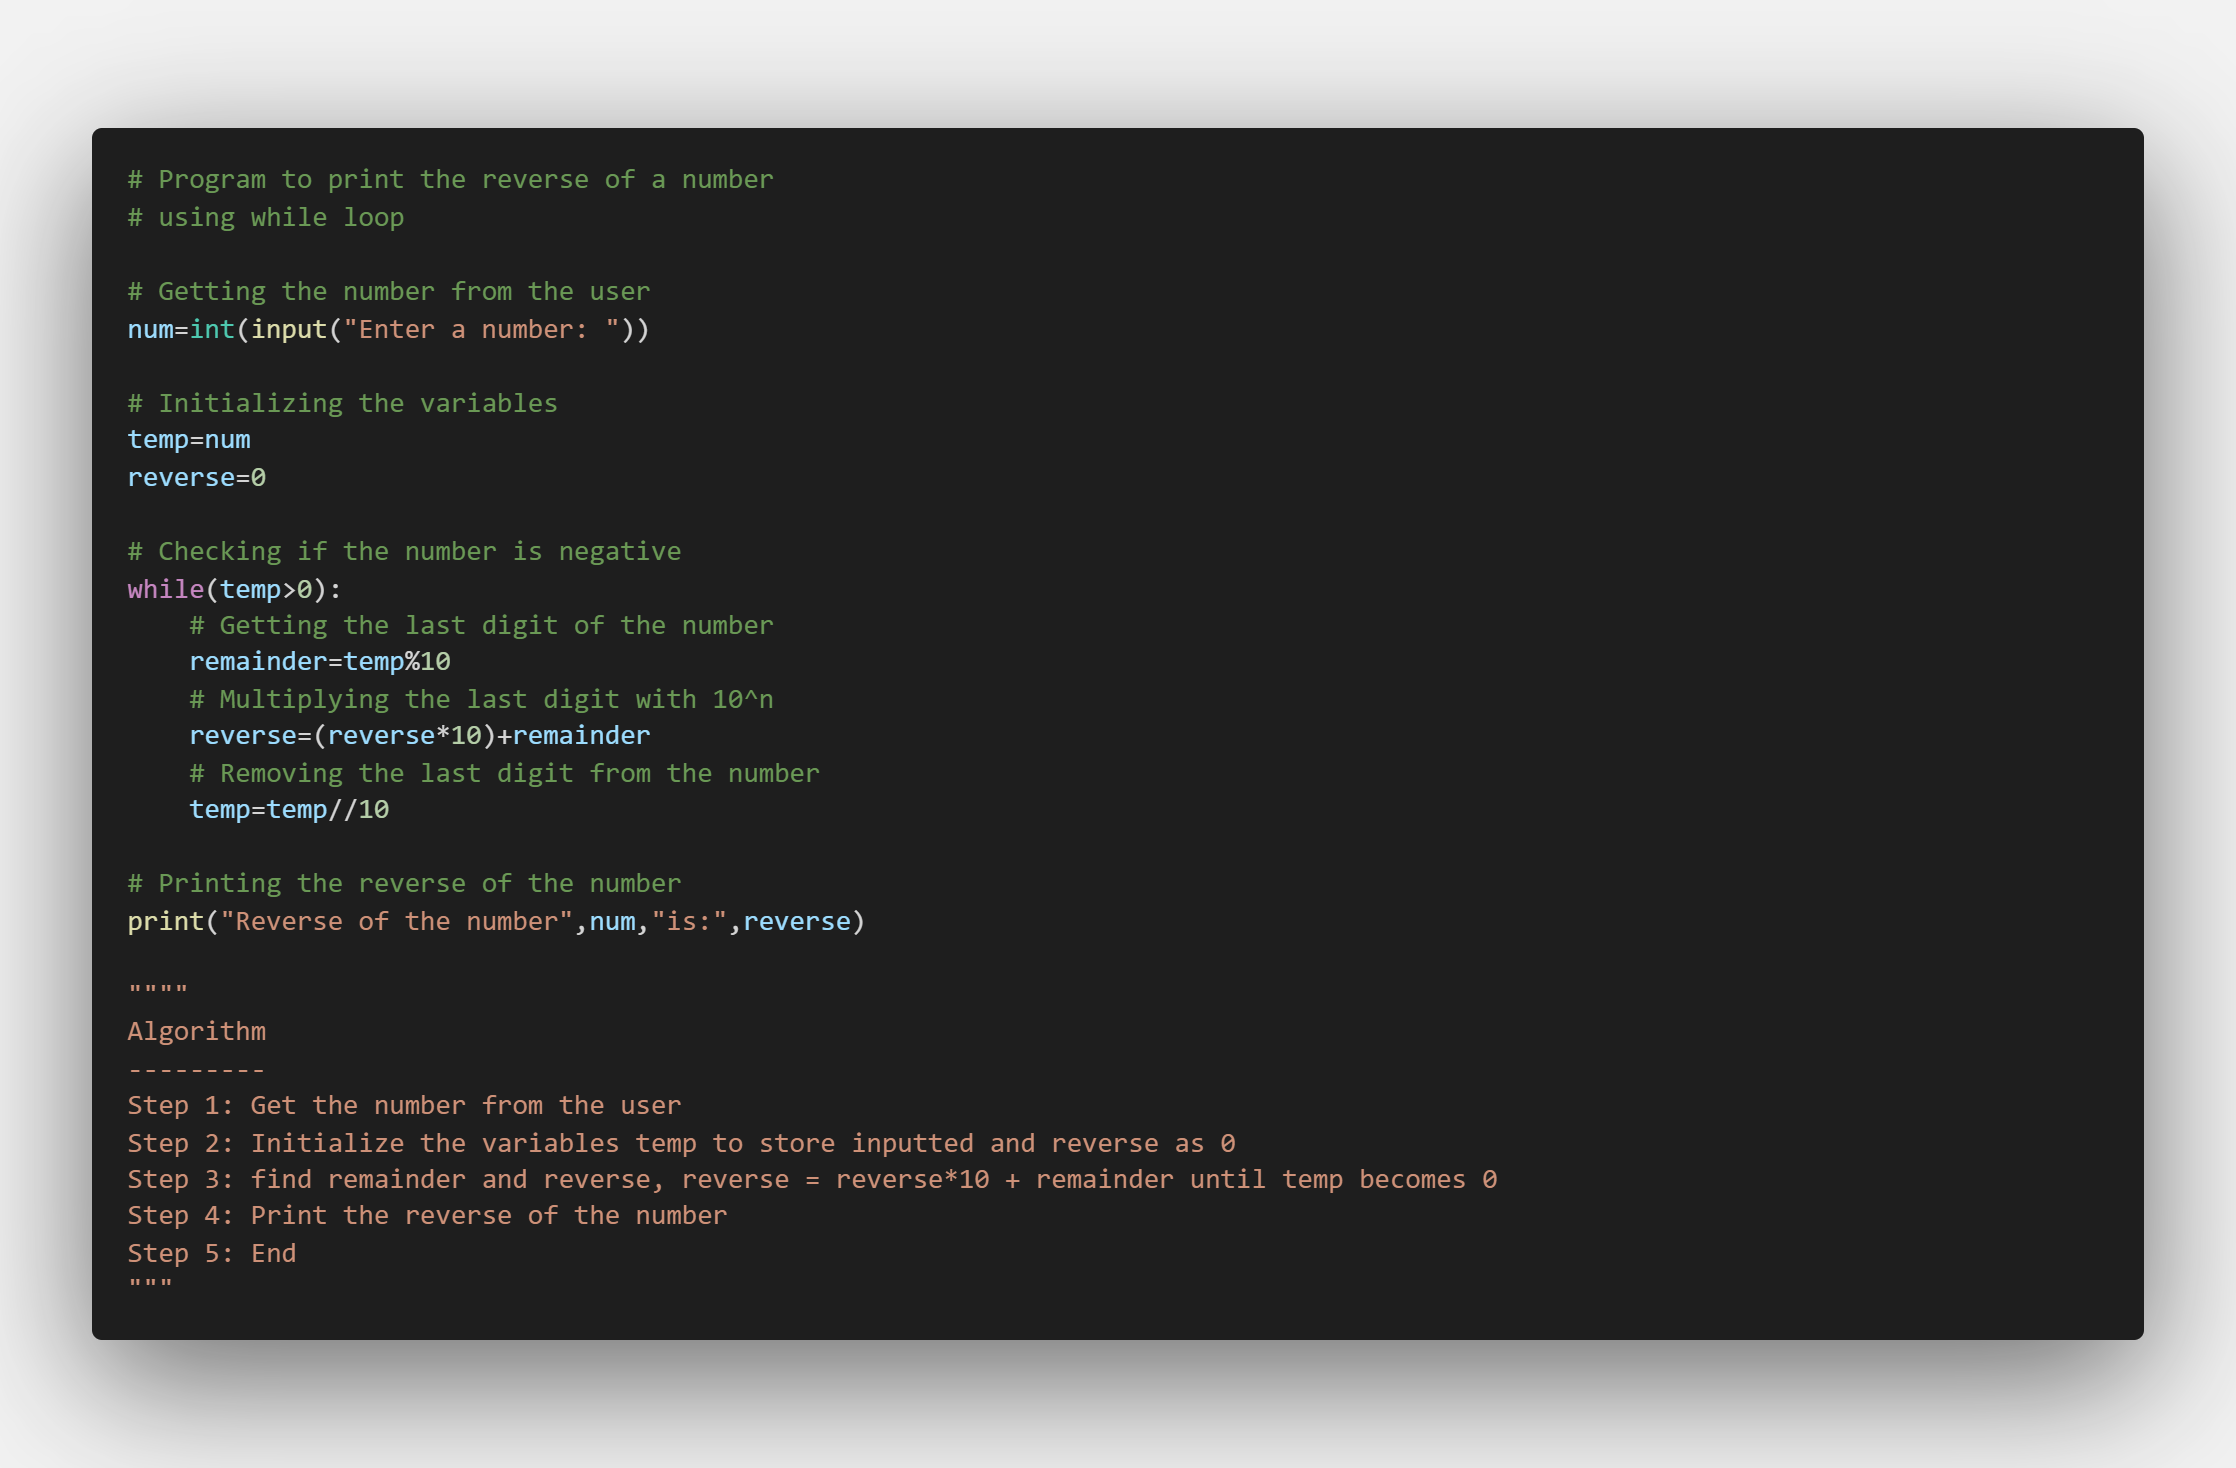 # Program to print the reverse of a number
# using while loop
# Getting the number from the user
num=int(input("Enter a number: "))
# Initializing the variables
temp=num
reverse=0
# Checking if the number is negative
while(temp>0):
    # Getting the last digit of the number
    remainder=temp%10
    # Multiplying the last digit with 10^n
    reverse=(reverse*10)+remainder
    # Removing the last digit from the number
    temp=temp//10
# Printing the reverse of the number
print("Reverse of the number",num,"is:",reverse)
""""
Algorithm
---------
Step 1: Get the number from the user
Step 2: Initialize the variables temp to store inputted and reverse as 0
Step 3: find remainder and reverse, reverse = reverse*10 + remainder until temp becomes 0
Step 4: Print the reverse of the number
Step 5: End
"""